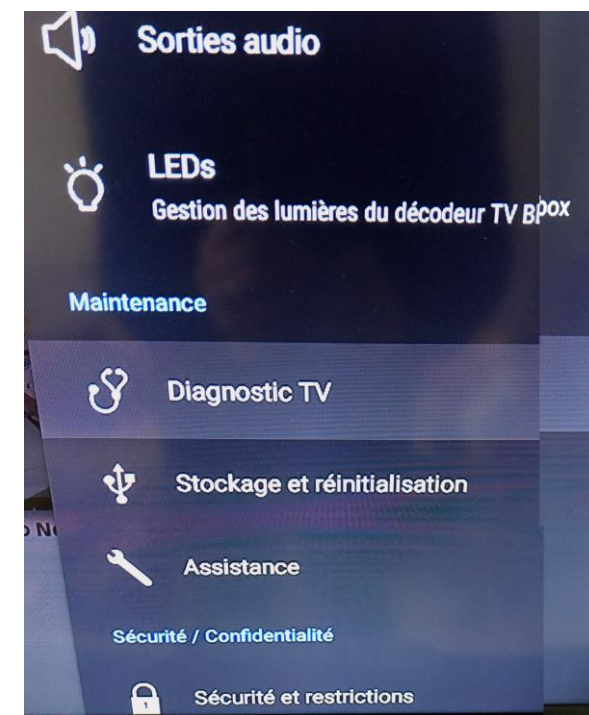 Sorties audio
LEDs
Gestion des lumières du décodeur TV Bbox
Maintenance
Diagnostic TV
Stockage et réinitialisation
Assistance
Sécurité / Confidentialité
Sécurité et restrictions